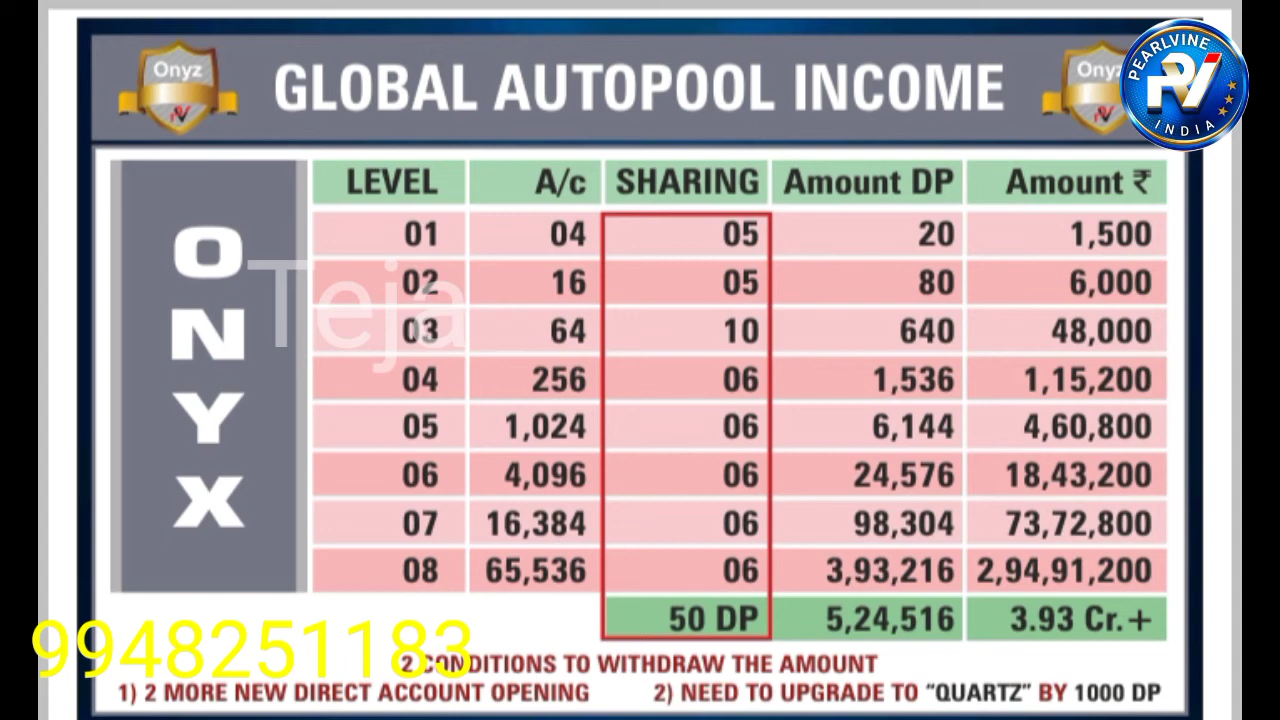 Onyz
GLOBAL AUTOPOOL INCOME
Onyz
PEARLVINE
INDIA
ONYX
LEVEL A/c SHARING Amount DP Amount ₹
01 04 05 20 1,500
02 16 05 80 6,000
03 64 10 640 48,000
04 256 06 1,536 1,15,200
05 1,024 06 6,144 4,60,800
06 4,096 06 24,576 18,43,200
07 16,384 06 98,304 73,72,800
08 65,536 06 3,93,216 2,94,91,200
50 DP 5,24,516 3.93 Cr.+
Teja
9948251183
2 CONDITIONS TO WITHDRAW THE AMOUNT
1) 2 MORE NEW DIRECT ACCOUNT OPENING 2) NEED TO UPGRADE TO “QUARTZ” BY 1000 DP